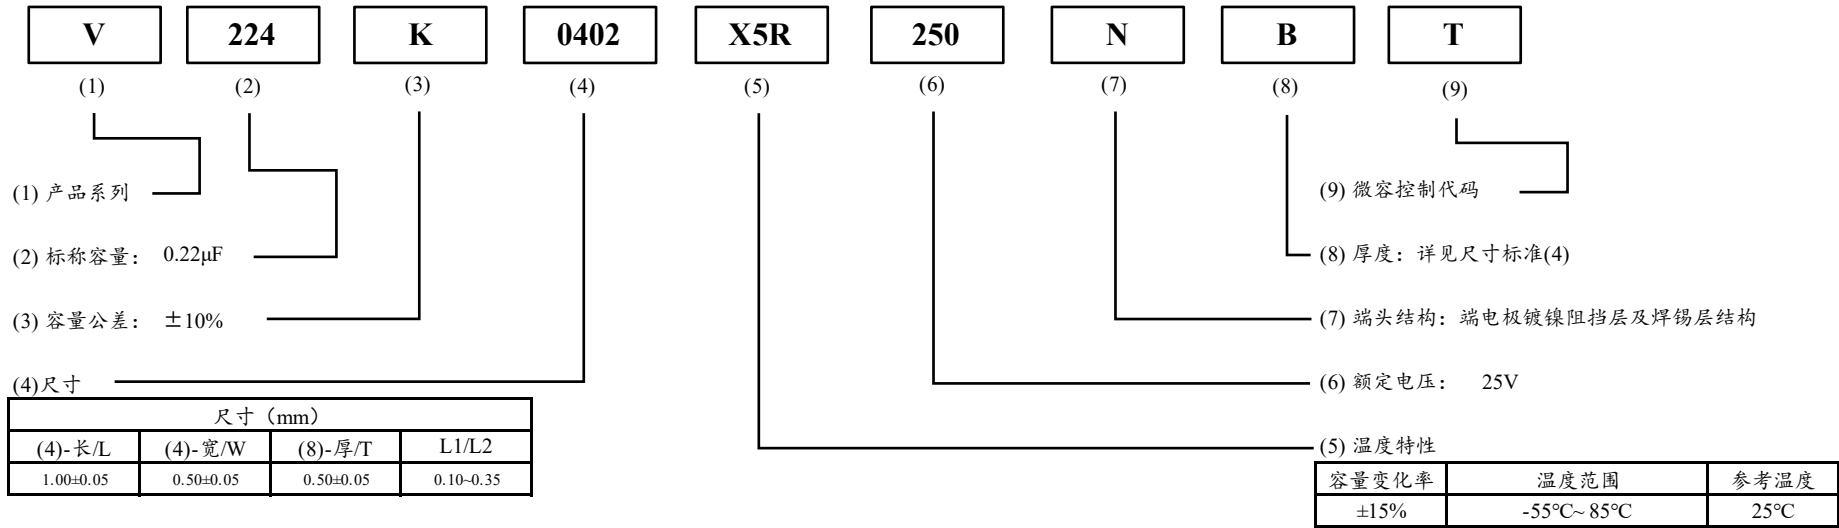 V 224 K 0402 X5R 250 N B T
(1) (2) (3) (4) (5) (6) (7) (8) (9)
(1) 产品系列
(9) 微容控制代码
(2) 标称容量： 0.22μF
(8) 厚度：详见尺寸标准(4)
(3) 容量公差： ±10%
(7) 端头结构：端电极镀镍阻挡层及焊锡层结构
(4)尺寸
(6) 额定电压： 25V
尺寸（mm）
(4)-长/L (4)-宽/W (8)-厚/T L1/L2
1.00±0.05 0.50±0.05 0.50±0.05 0.10~0.35
(5) 温度特性
容量变化率 温度范围 参考温度
±15% -55℃~ 85℃ 25℃